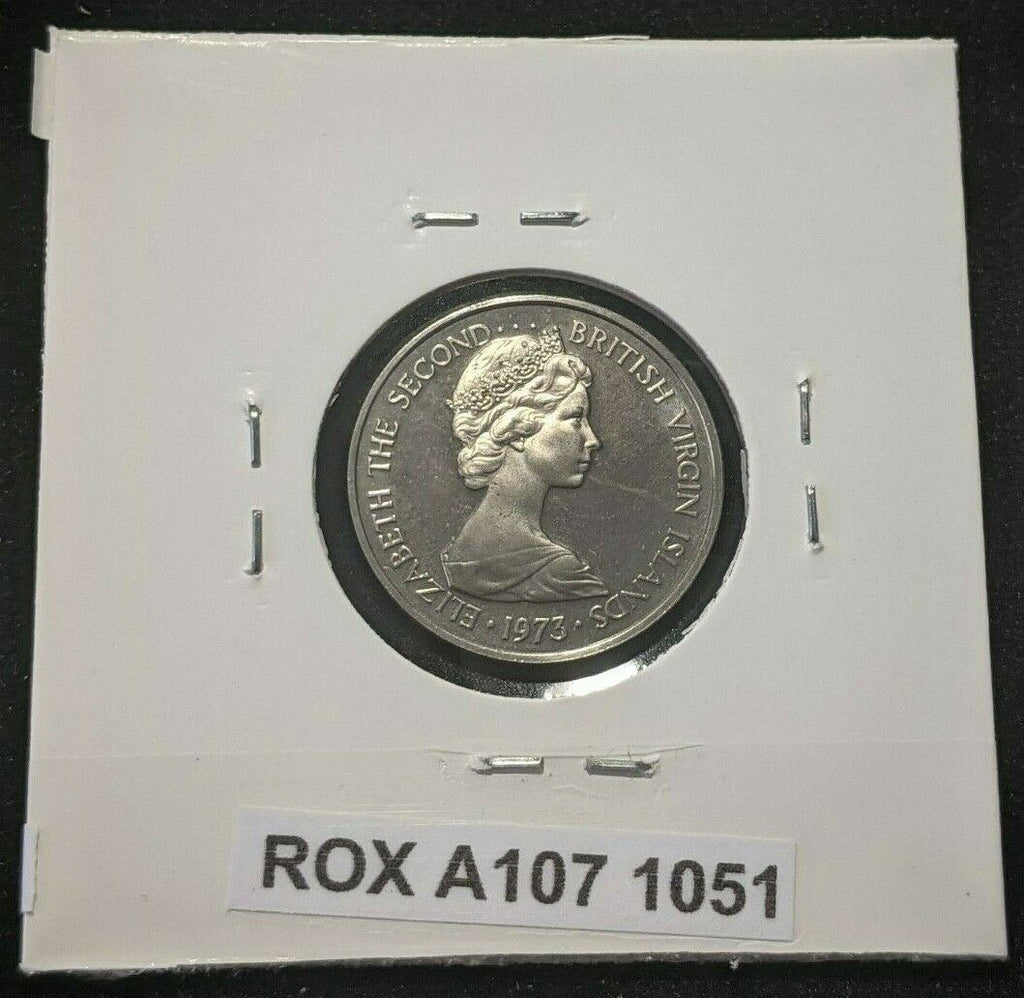 ELIZABETH THE SECOND... . BRITISH VIRGIN ISLANDS
· 1973 ·
ROX A107 1051